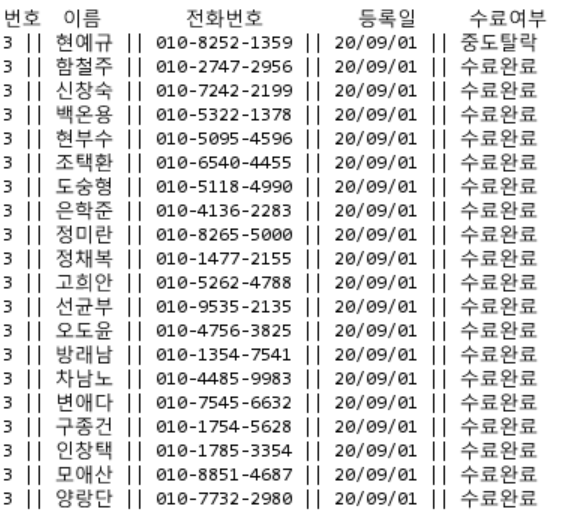 번호 이름 전화번호 등록일 수료여부
3 || 현예규 || 010-8252-1359 || 20/09/01 || 중도탈락
3 || 함철주 || 010-2747-2956 || 20/09/01 || 수료완료
3 || 신창숙 || 010-7242-2199 || 20/09/01 || 수료완료
3 || 백온용 || 010-5322-1378 || 20/09/01 || 수료완료
3 || 현부수 || 010-5095-4596 || 20/09/01 || 수료완료
3 || 조택환 || 010-6540-4455 || 20/09/01 || 수료완료
3 || 도숭형 || 010-5118-4990 || 20/09/01 || 수료완료
3 || 은학준 || 010-4136-2283 || 20/09/01 || 수료완료
3 || 정미란 || 010-8265-5000 || 20/09/01 || 수료완료
3 || 정채복 || 010-1477-2155 || 20/09/01 || 수료완료
3 || 고희안 || 010-5262-4788 || 20/09/01 || 수료완료
3 || 선균부 || 010-9535-2135 || 20/09/01 || 수료완료
3 || 오도윤 || 010-4756-3825 || 20/09/01 || 수료완료
3 || 방래남 || 010-1354-7541 || 20/09/01 || 수료완료
3 || 차남노 || 010-4485-9983 || 20/09/01 || 수료완료
3 || 변애다 || 010-7545-6632 || 20/09/01 || 수료완료
3 || 구종건 || 010-1754-5628 || 20/09/01 || 수료완료
3 || 인창택 || 010-1785-3354 || 20/09/01 || 수료완료
3 || 모애산 || 010-8851-4687 || 20/09/01 || 수료완료
3 || 양랑단 || 010-7732-2980 || 20/09/01 || 수료완료